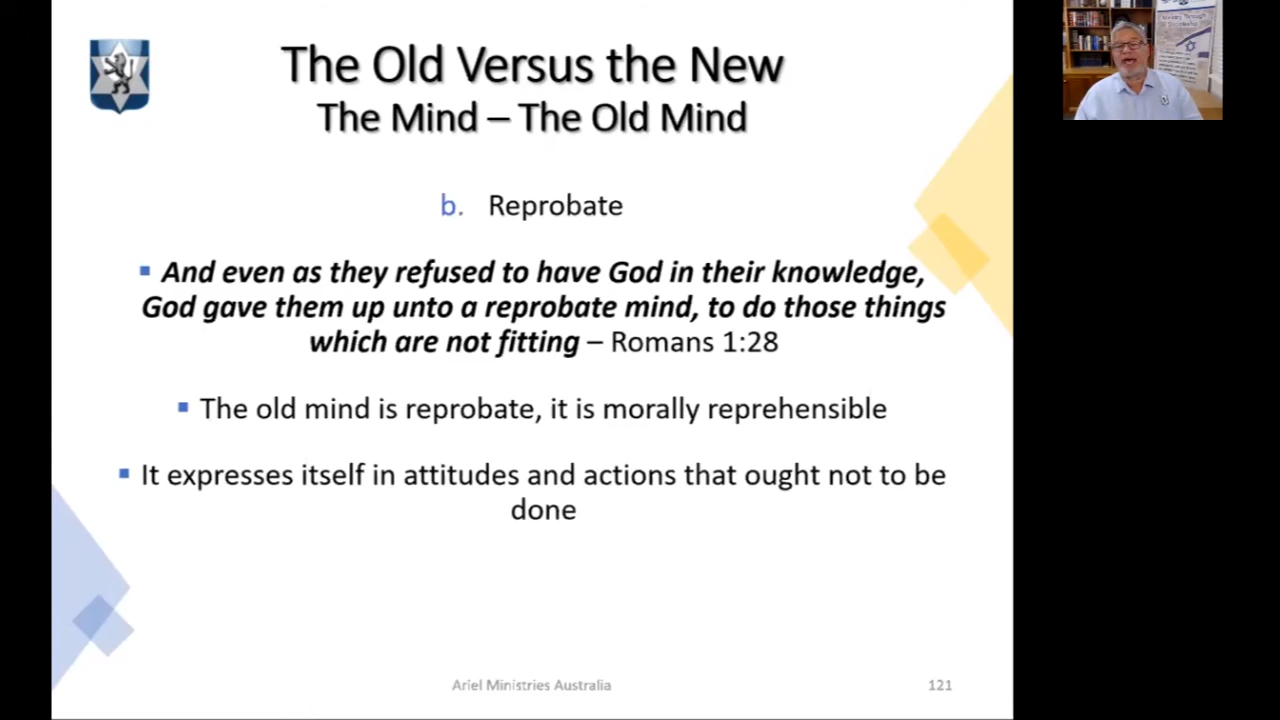 The Old Versus the New
The Mind – The Old Mind
b. Reprobate
▪ And even as they refused to have God in their knowledge,
God gave them up unto a reprobate mind, to do those things
which are not fitting – Romans 1:28
▪ The old mind is reprobate, it is morally reprehensible
▪ It expresses itself in attitudes and actions that ought not to be
done
Ariel Ministries Australia
121